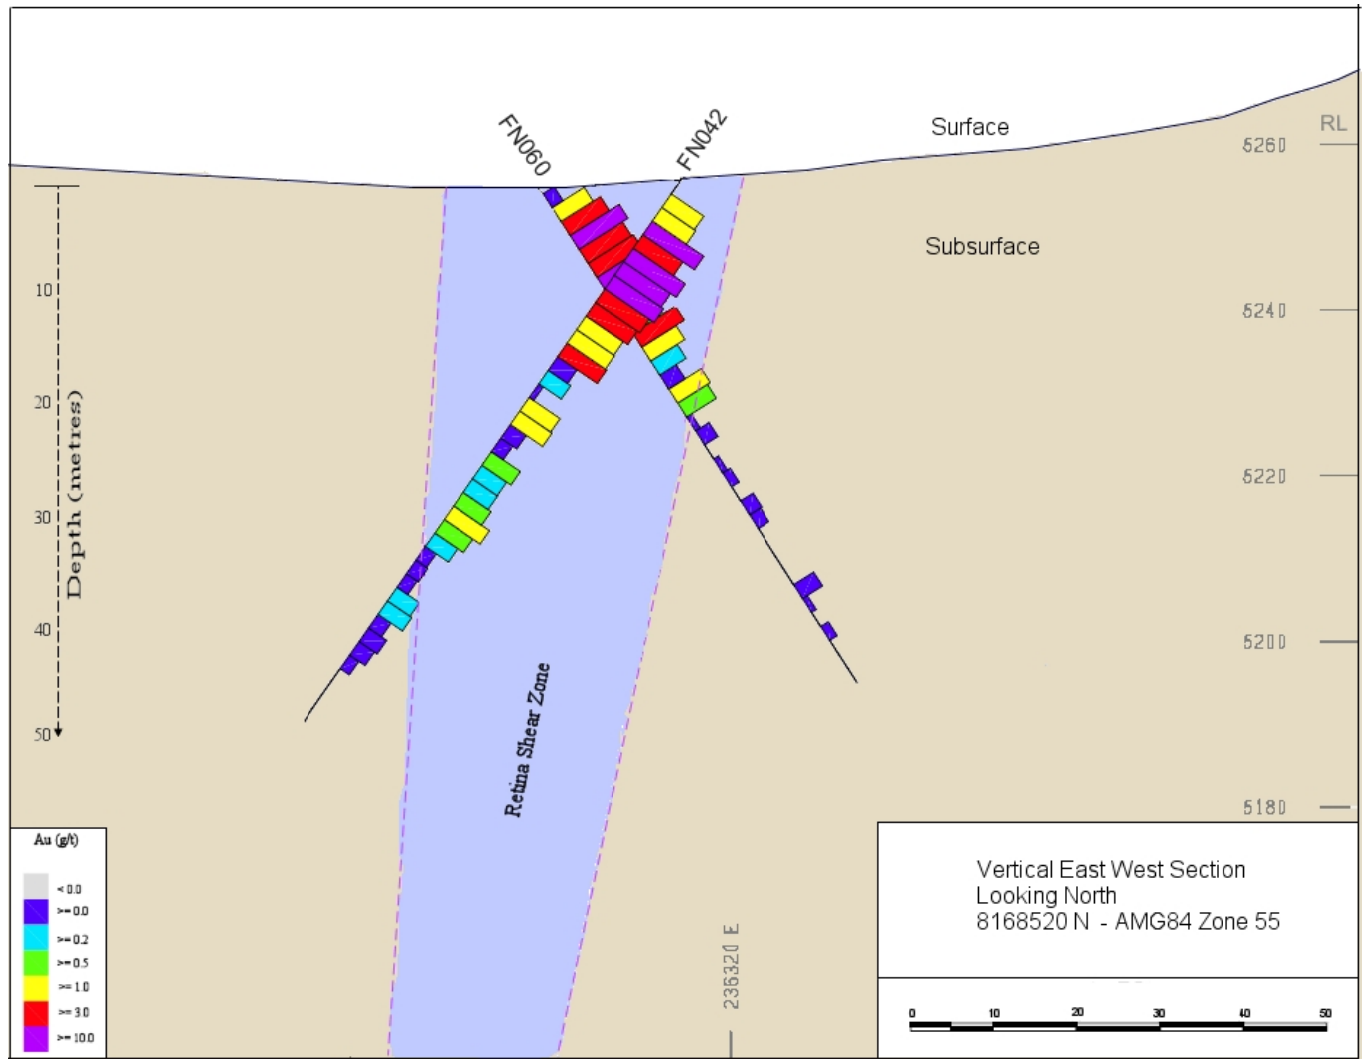 FN060
FN042
Surface
RL
5260
Subsurface
10
5240
20
Depth (metres)
5220
30
40
5200
Retina Shear Zone
50
5180
Au (g/t)
< 0.0
>= 0.0
>= 0.2
>= 0.5
>= 1.0
>= 3.0
>= 10.0
236320 E
Vertical East West Section
Looking North
8168520 N - AMG84 Zone 55
0 10 20 30 40 50